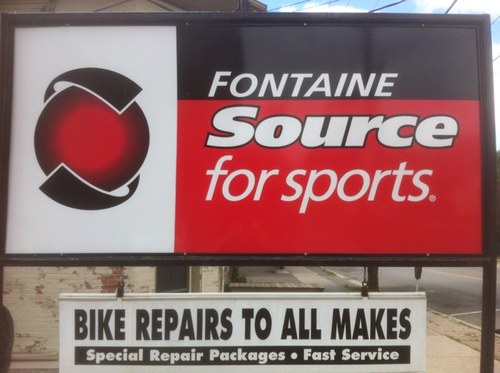 FONTAINE
Source
for sports®
BIKE REPAIRS TO ALL MAKES
Special Repair Packages • Fast Service